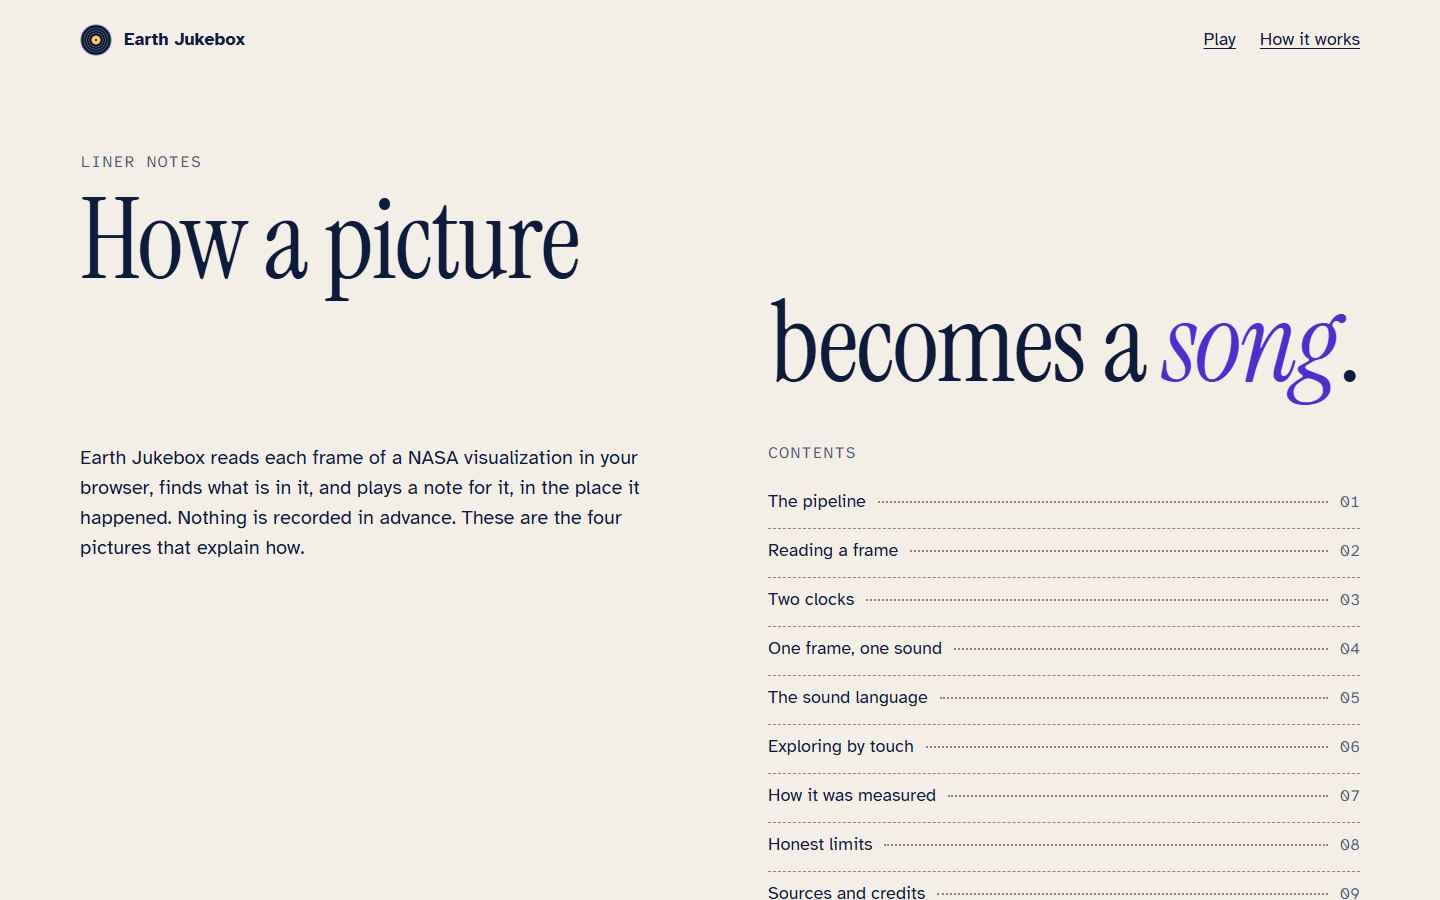 Earth Jukebox
Play
How it works
LINER NOTES
How a picture
becomes a song.
Earth Jukebox reads each frame of a NASA visualization in your
browser, finds what is in it, and plays a note for it, in the place it
happened. Nothing is recorded in advance. These are the four
pictures that explain how.
CONTENTS
The pipeline 01
Reading a frame 02
Two clocks 03
One frame, one sound 04
The sound language 05
Exploring by touch 06
How it was measured 07
Honest limits 08
Sources and credits 09